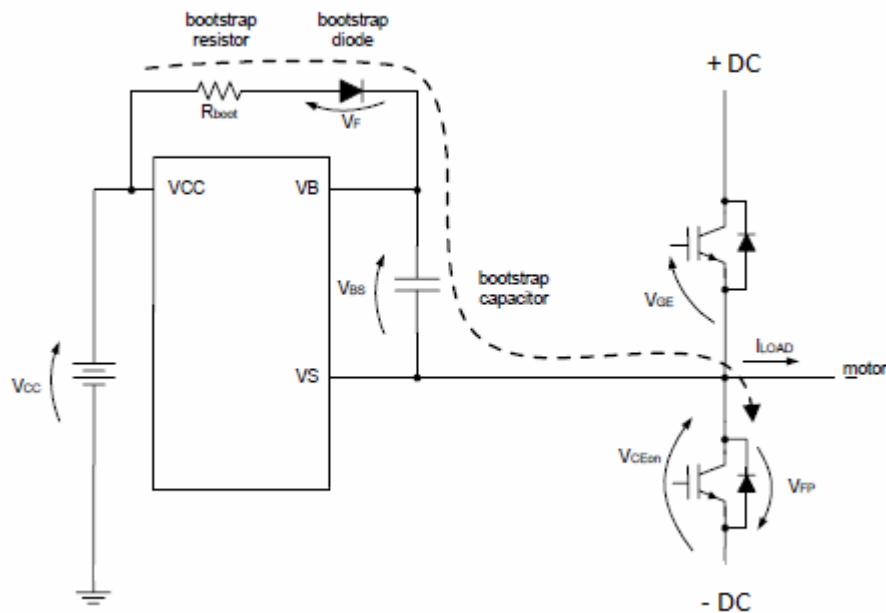 bootstrap
resistor
bootstrap
diode
+ DC
Rboot
VF
VCC
VB
VBS
bootstrap
capacitor
VGE
ILOAD
motor
VCC
VS
VCEon
VFP
- DC